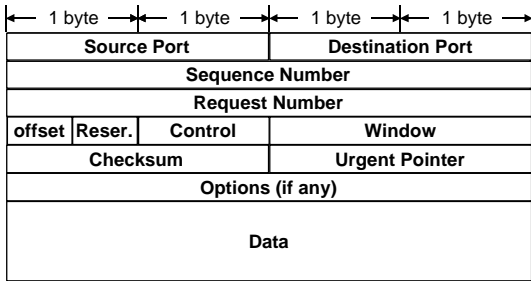 1 byte 1 byte 1 byte 1 byte
Source Port Destination Port
Sequence Number
Request Number
offset Reser. Control Window
Checksum Urgent Pointer
Options (if any)
Data